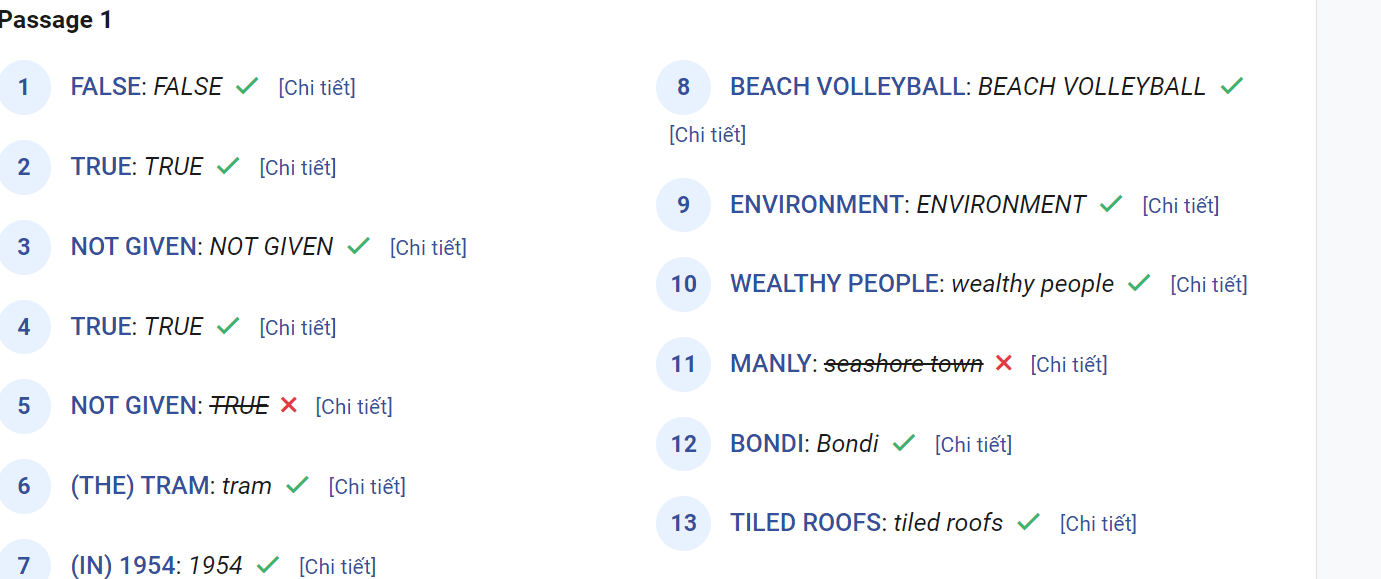 Passage 1
1 FALSE: FALSE ✓ [Chi tiết]
2 TRUE: TRUE ✓ [Chi tiết]
3 NOT GIVEN: NOT GIVEN ✓ [Chi tiết]
4 TRUE: TRUE ✓ [Chi tiết]
5 NOT GIVEN: TRUE ✕ [Chi tiết]
6 (THE) TRAM: tram ✓ [Chi tiết]
7 (IN) 1954: 1954 ✓ [Chi tiết]
8 BEACH VOLLEYBALL: BEACH VOLLEYBALL ✓
[Chi tiết]
9 ENVIRONMENT: ENVIRONMENT ✓ [Chi tiết]
10 WEALTHY PEOPLE: wealthy people ✓ [Chi tiết]
11 MANLY: seashore town ✕ [Chi tiết]
12 BONDI: Bondi ✓ [Chi tiết]
13 TILED ROOFS: tiled roofs ✓ [Chi tiết]